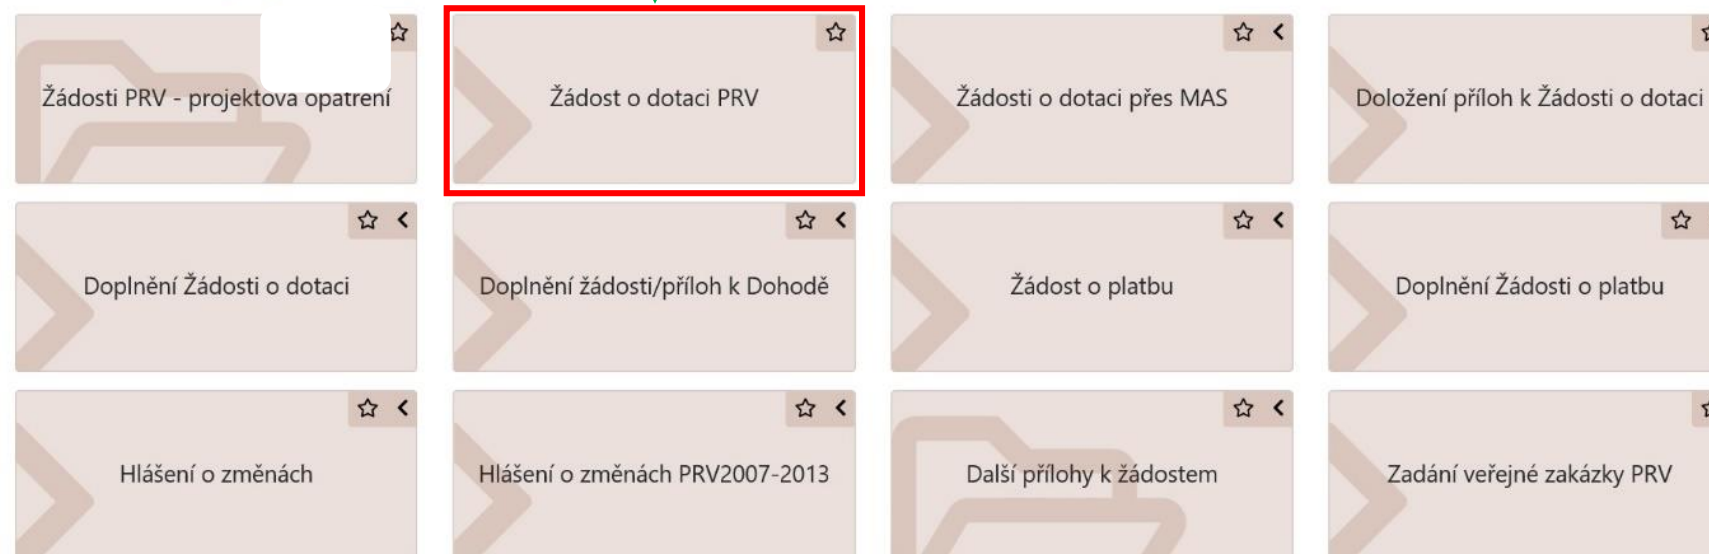 Žádosti PRV - projektová opatření
Žádost o dotaci PRV
Žádosti o dotaci přes MAS
Doložení příloh k Žádosti o dotaci
Doplnění Žádosti o dotaci
Doplnění žádosti/příloh k Dohodě
Žádost o platbu
Doplnění Žádosti o platbu
Hlášení o změnách
Hlášení o změnách PRV2007-2013
Další přílohy k žádostem
Zadání veřejné zakázky PRV